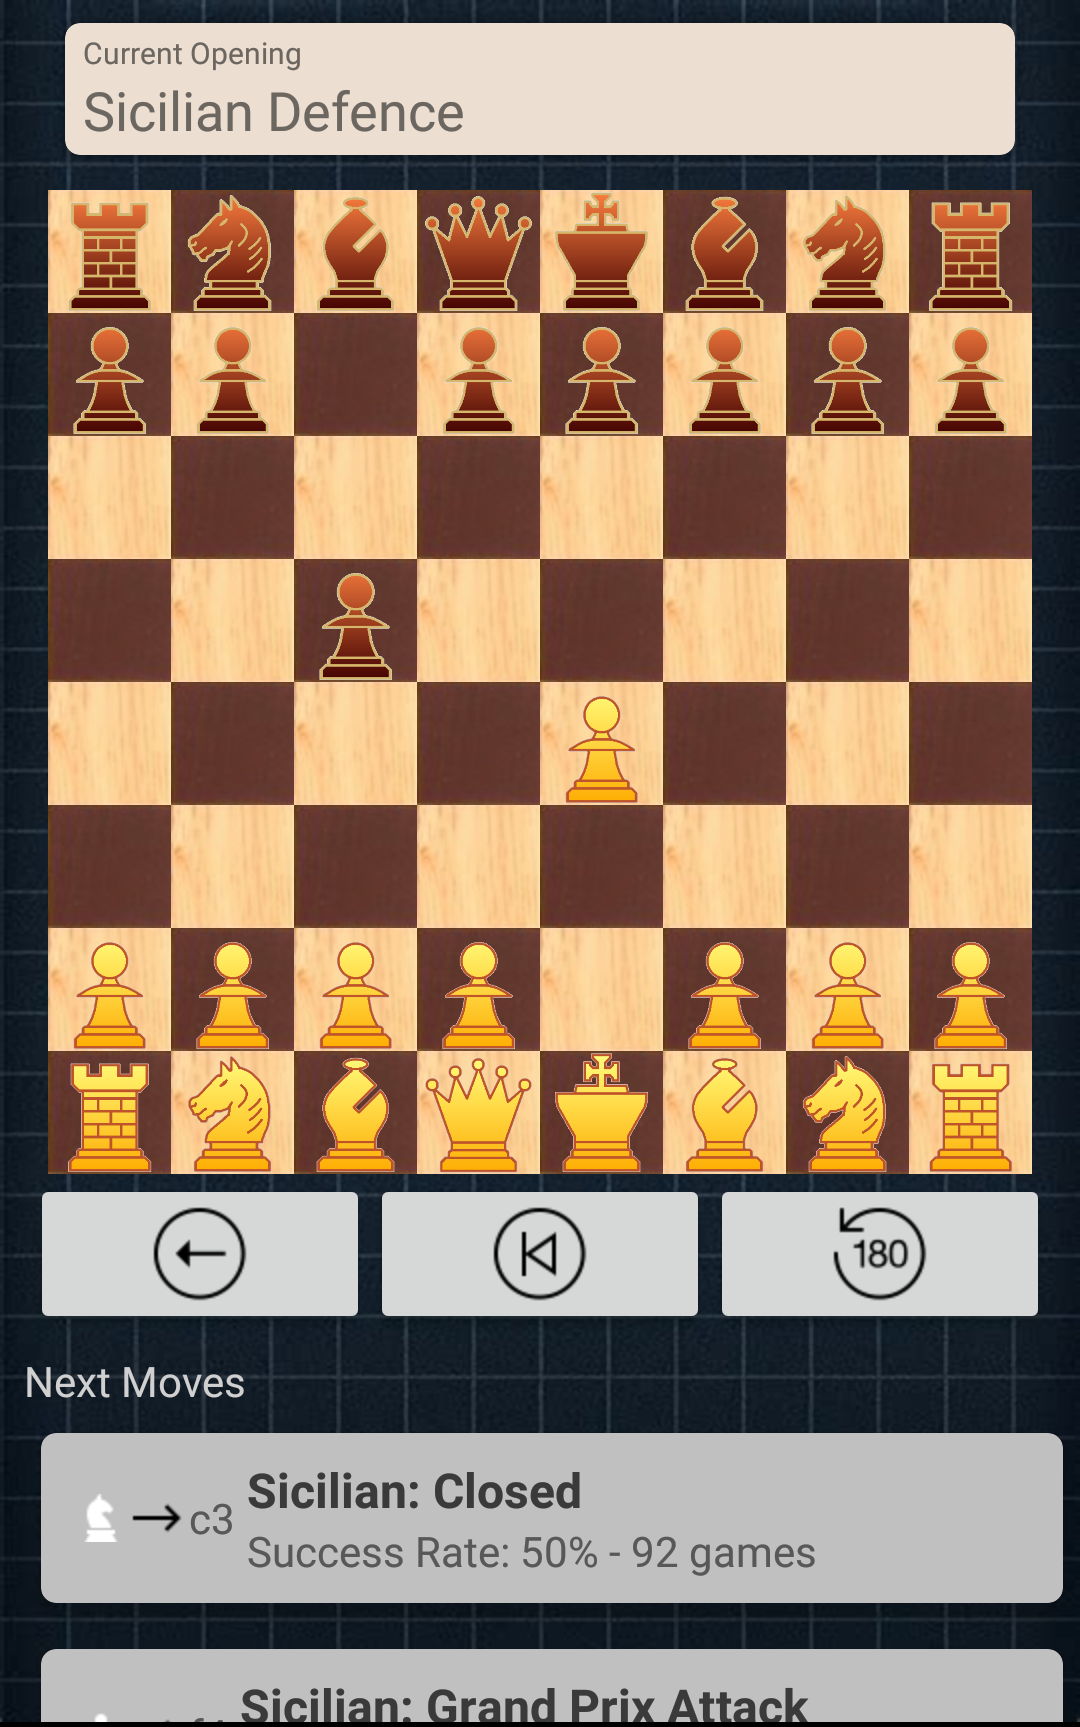 Current Opening
Sicilian Defence
180
Next Moves
Sicilian: Closed
c3
Success Rate: 50% - 92 games
Sicilian: Grand Prix Attack